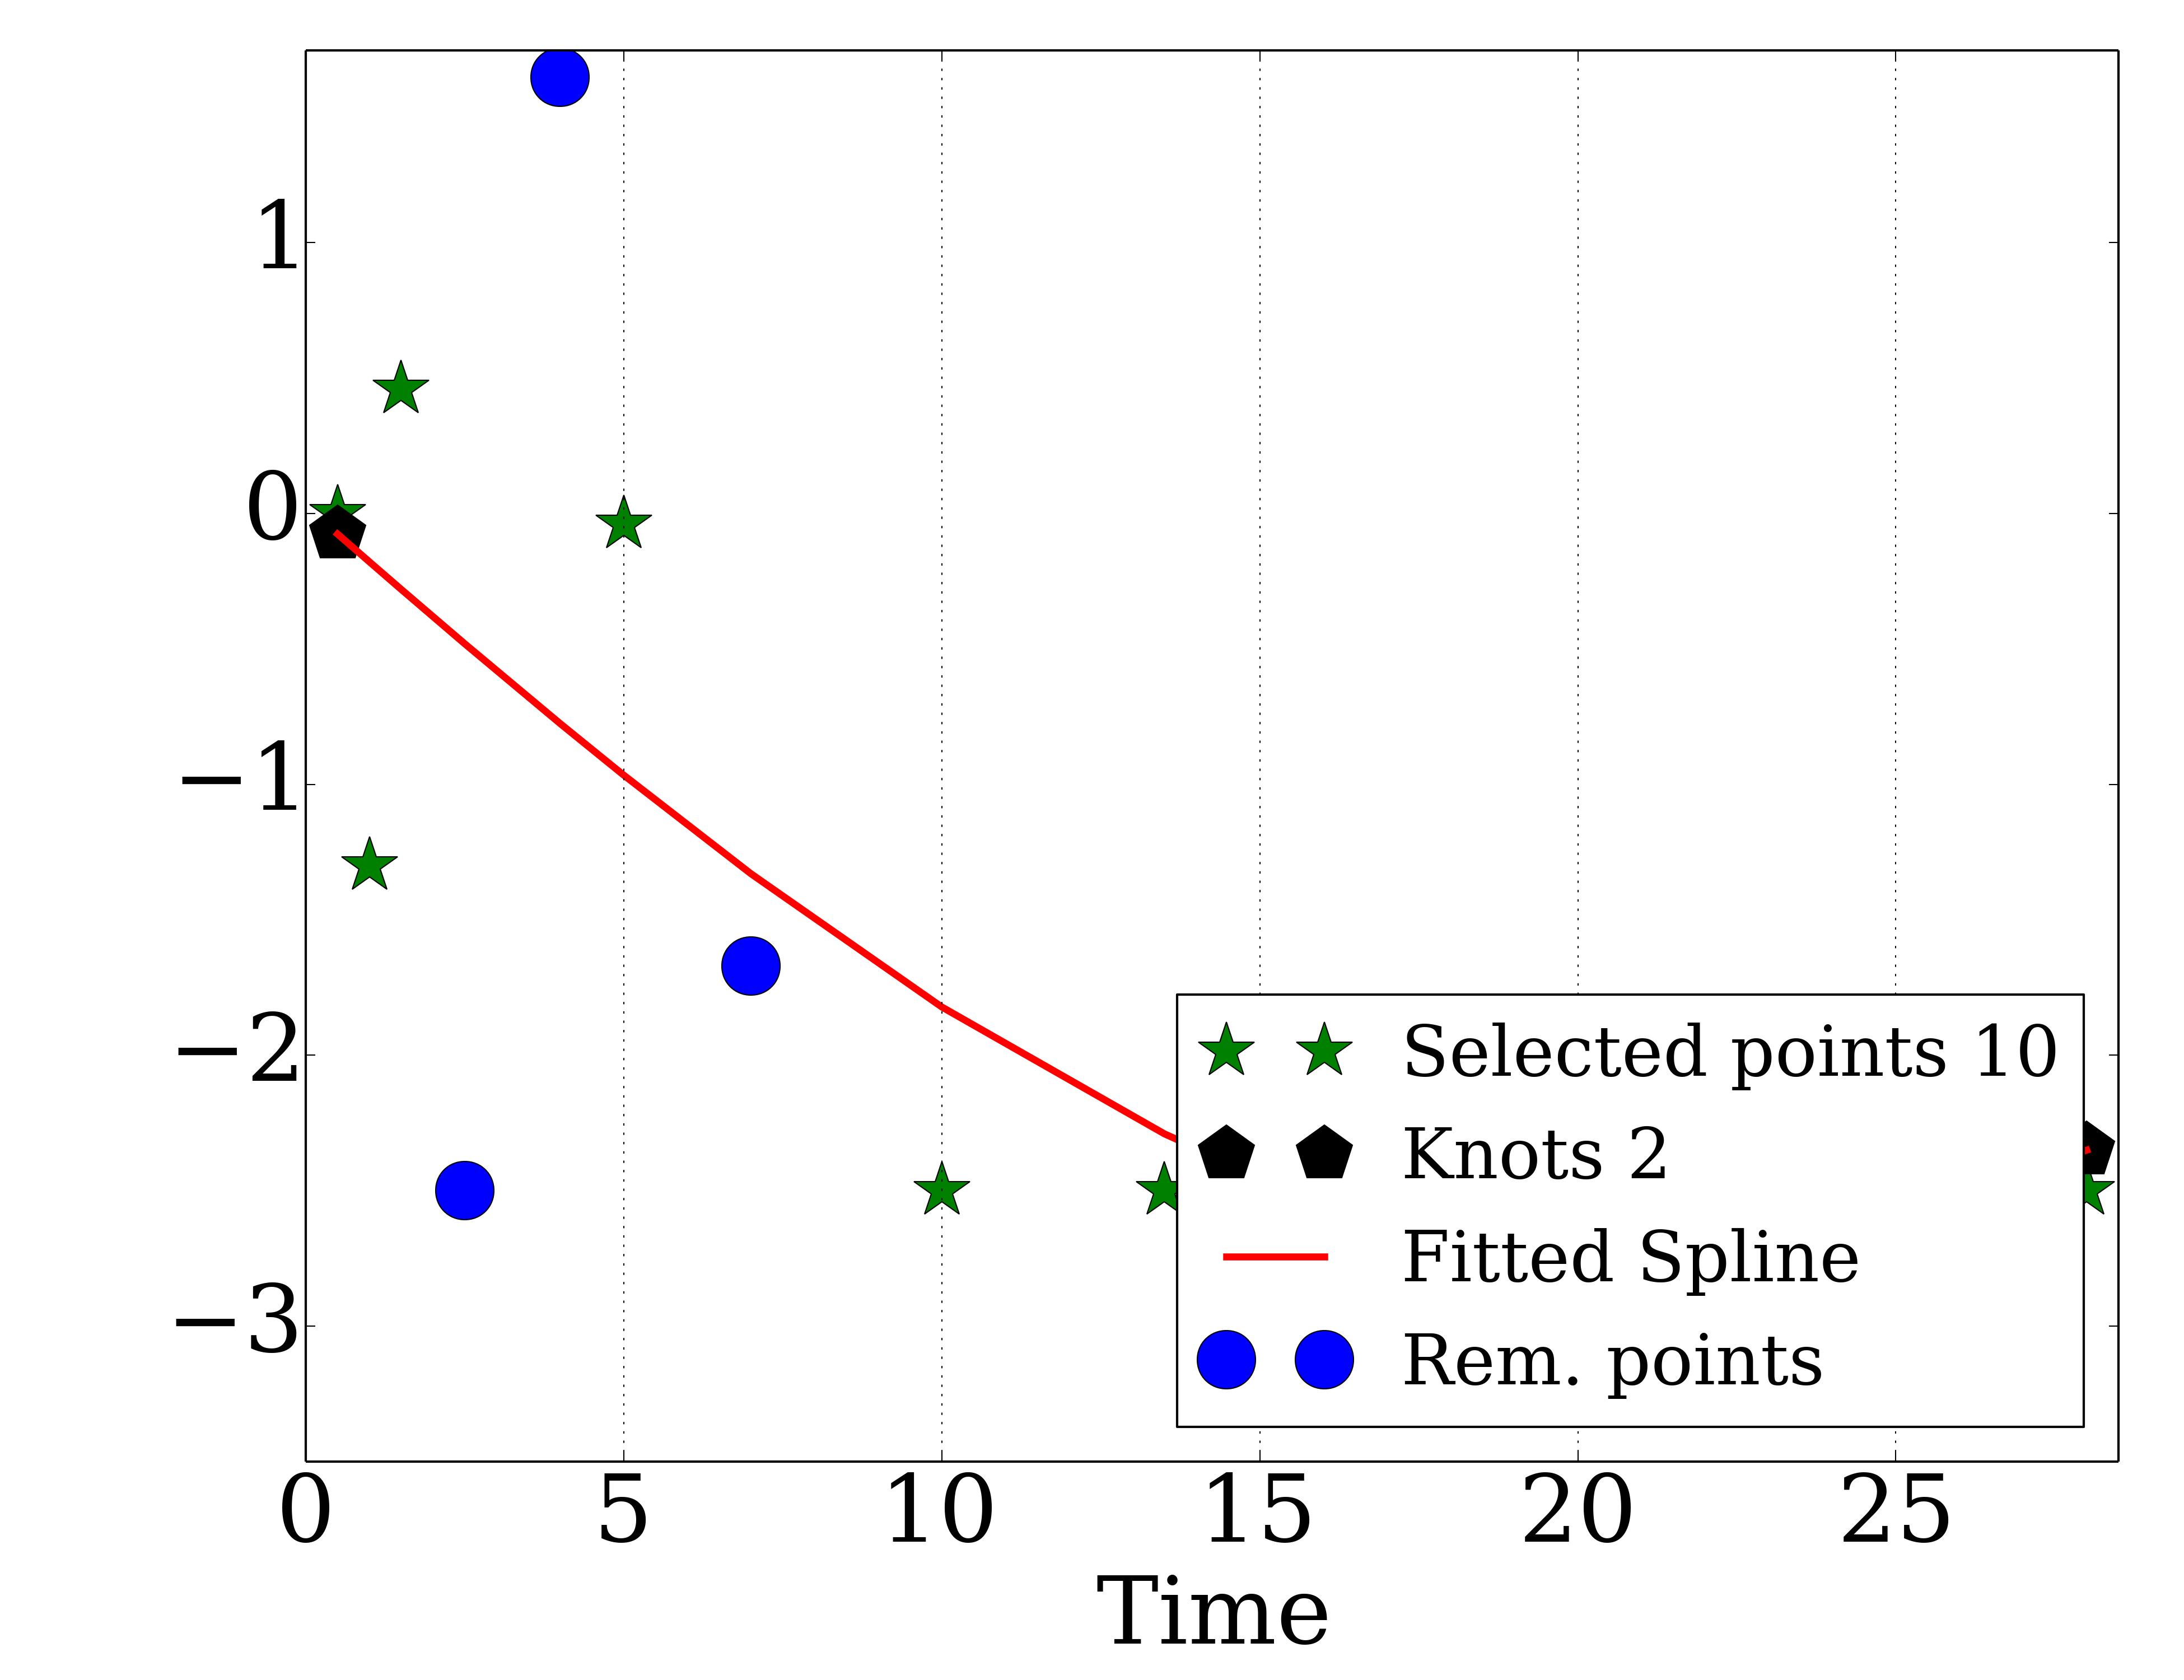 1
0
−1
−2
−3
Selected points 10
Knots 2
Fitted Spline
Rem. points
0 5 10 15 20 25
Time